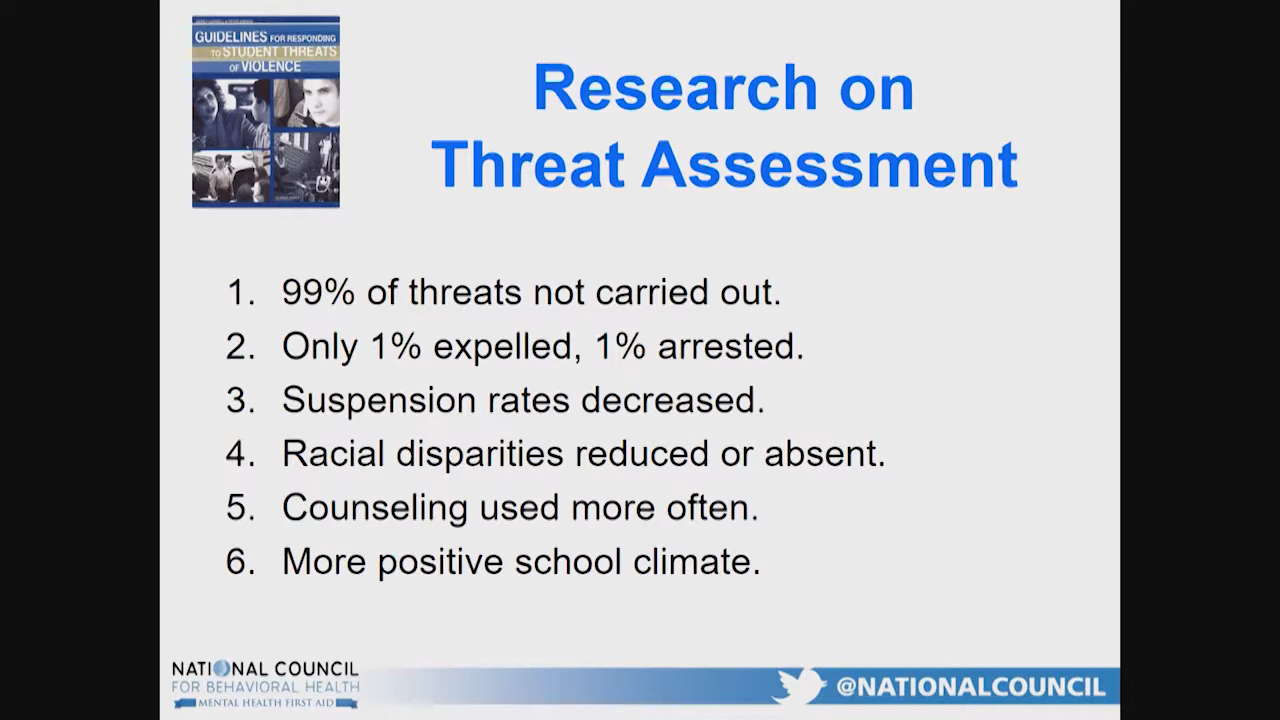 GUIDELINES FOR RESPONDING
TO STUDENT THREATS
OF VIOLENCE
Research on
Threat Assessment
1. 99% of threats not carried out.
2. Only 1% expelled, 1% arrested.
3. Suspension rates decreased.
4. Racial disparities reduced or absent.
5. Counseling used more often.
6. More positive school climate.
NATIONAL COUNCIL
FOR BEHAVIORAL HEALTH
MENTAL HEALTH FIRST AID
@NATIONALCOUNCIL